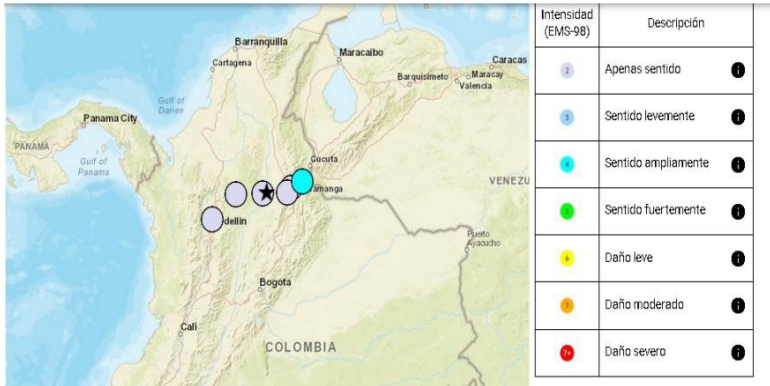 Barranquilla
Cartagena
Maracaibo
Caracas
Barquisimeto
Maracay
Valencia
Gulf of
Darien
Panama City
PANAMA
Gulf of
Panama
Cucuta
ramanga
VENEZU
dellin
Puerto
Ayacucho
Bogota
Cali
COLOMBIA
Intensidad
(EMS-98)
Descripción
2
Apenas sentido
3
Sentido levemente
4
Sentido ampliamente
5
Sentido fuertemente
6
Daño leve
7
Daño moderado
7+
Daño severo